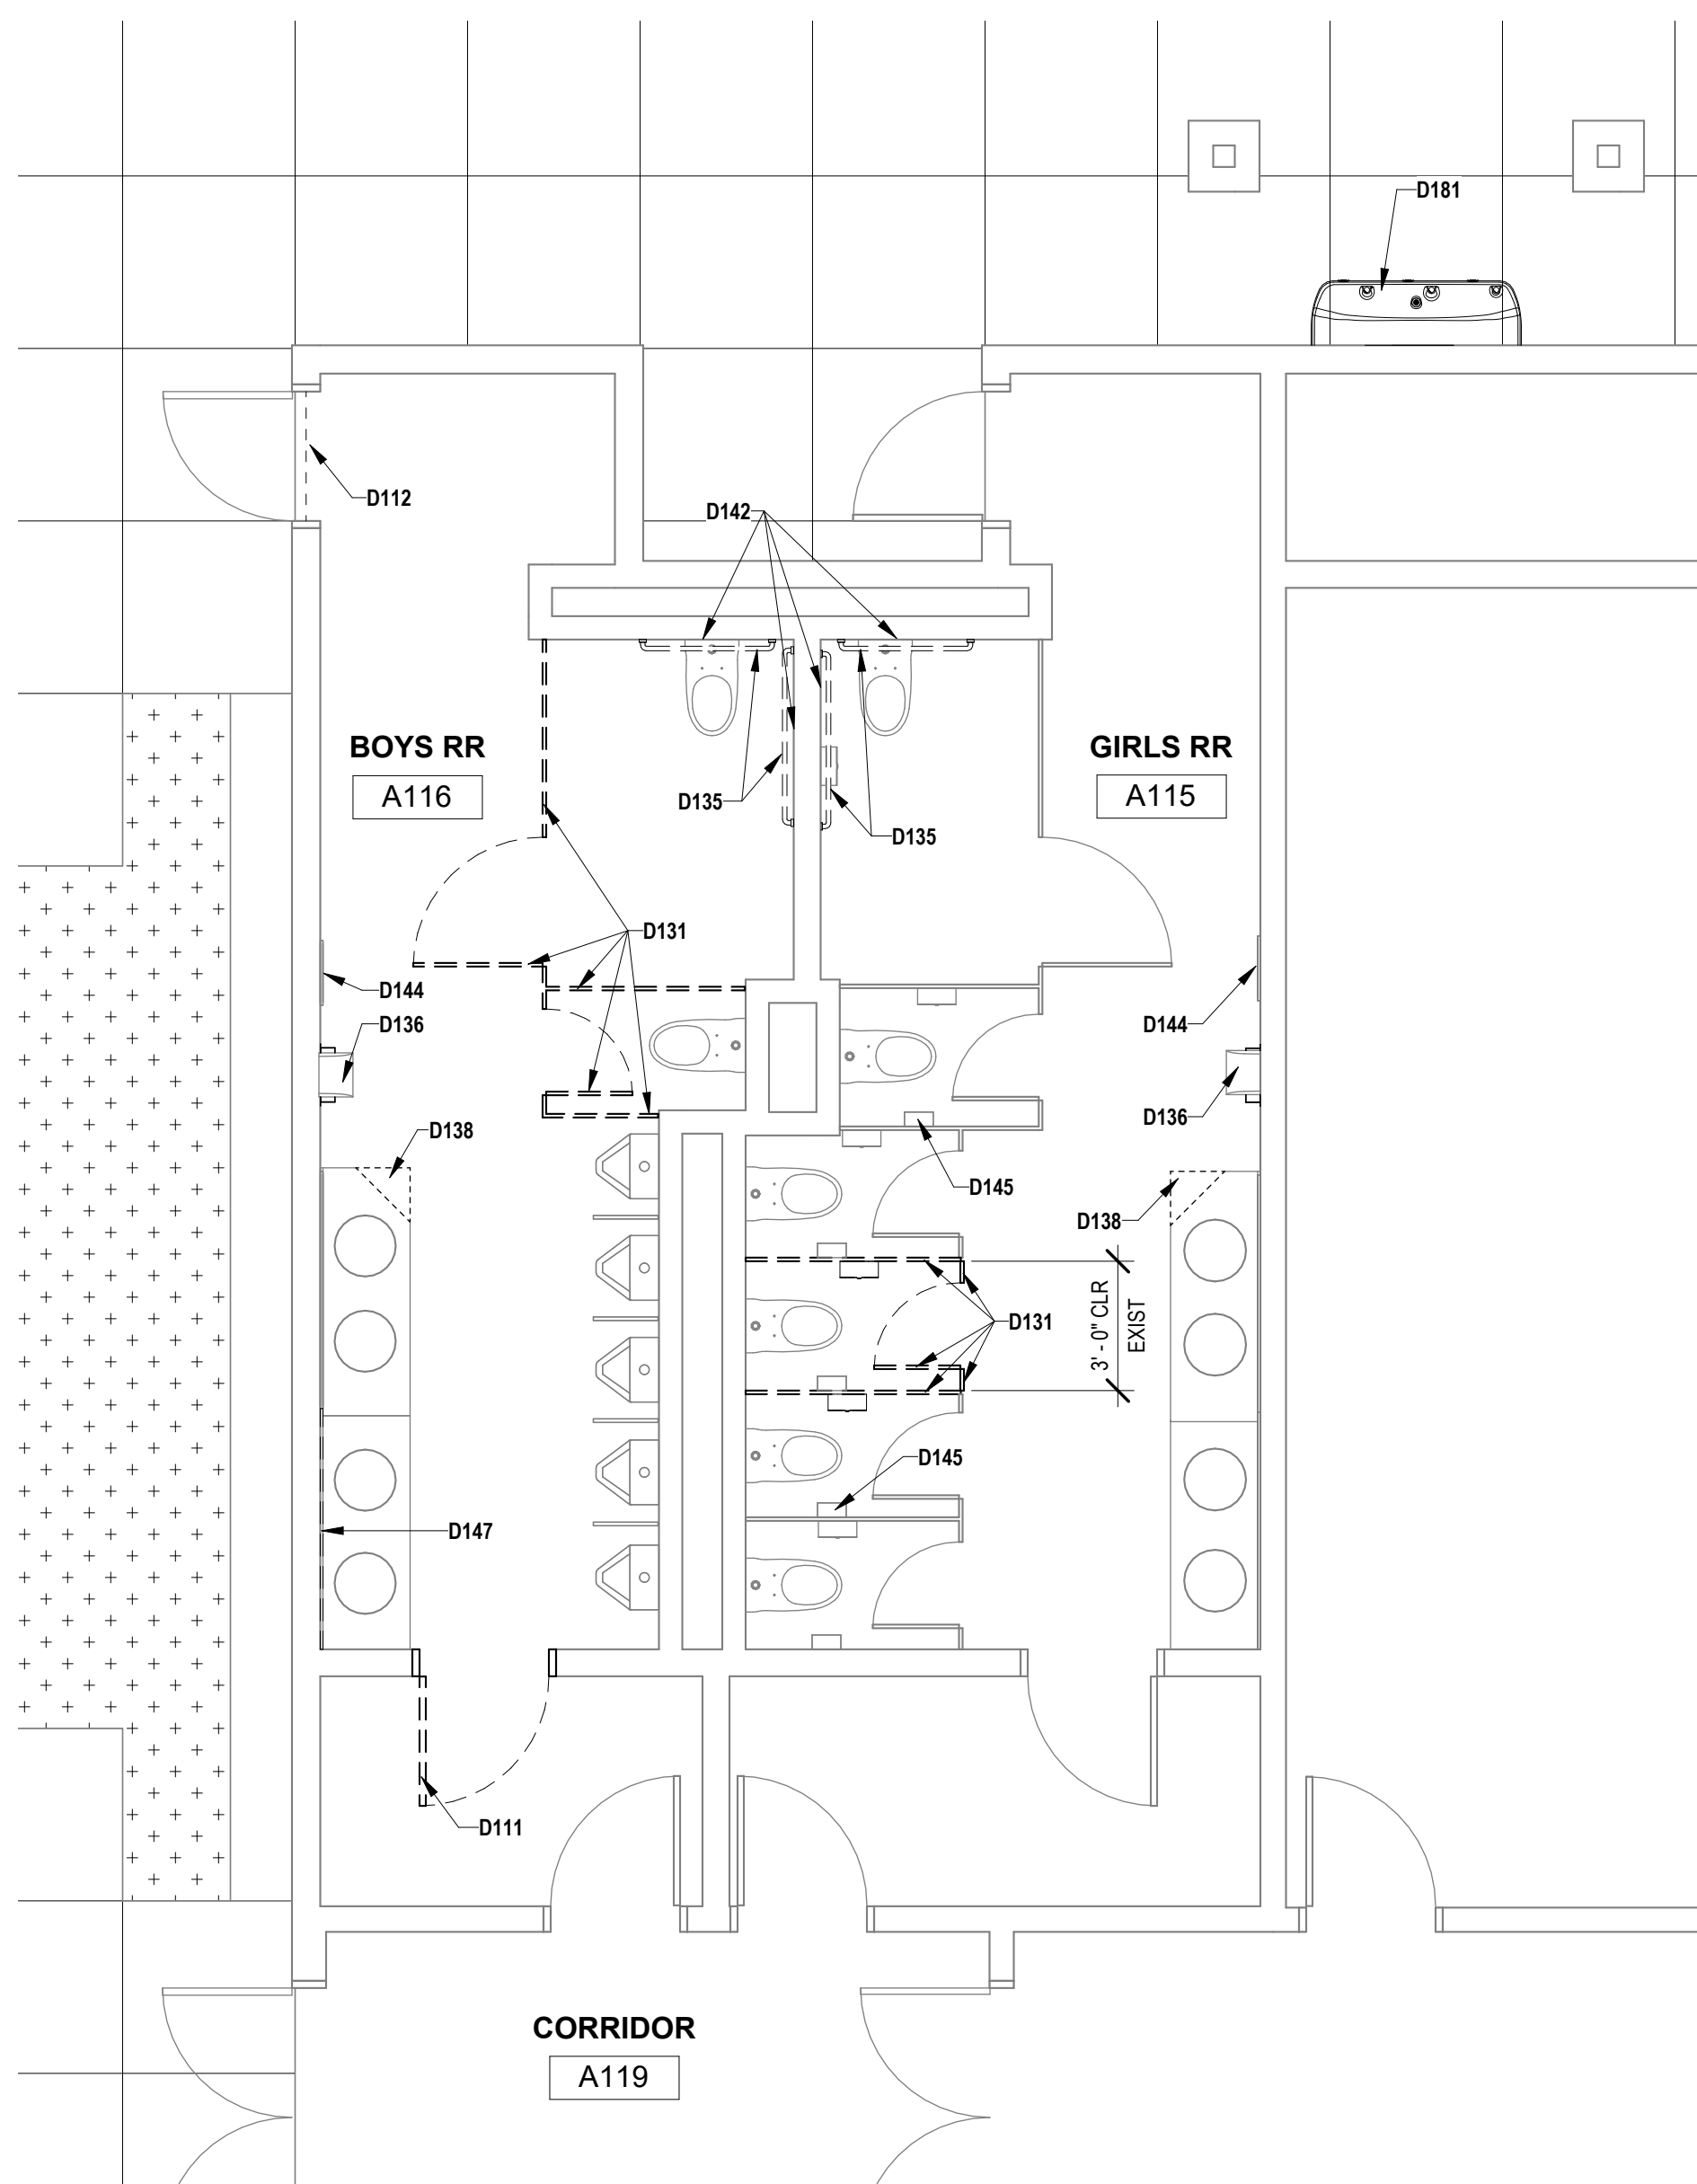 D181
D112
D142
BOYS RR
A116
GIRLS RR
A115
D135
D135
D131
D144
D136
D144
D136
D138
D145
D138
D131
3' - 0" CLR
EXIST
D145
D147
D111
CORRIDOR
A119